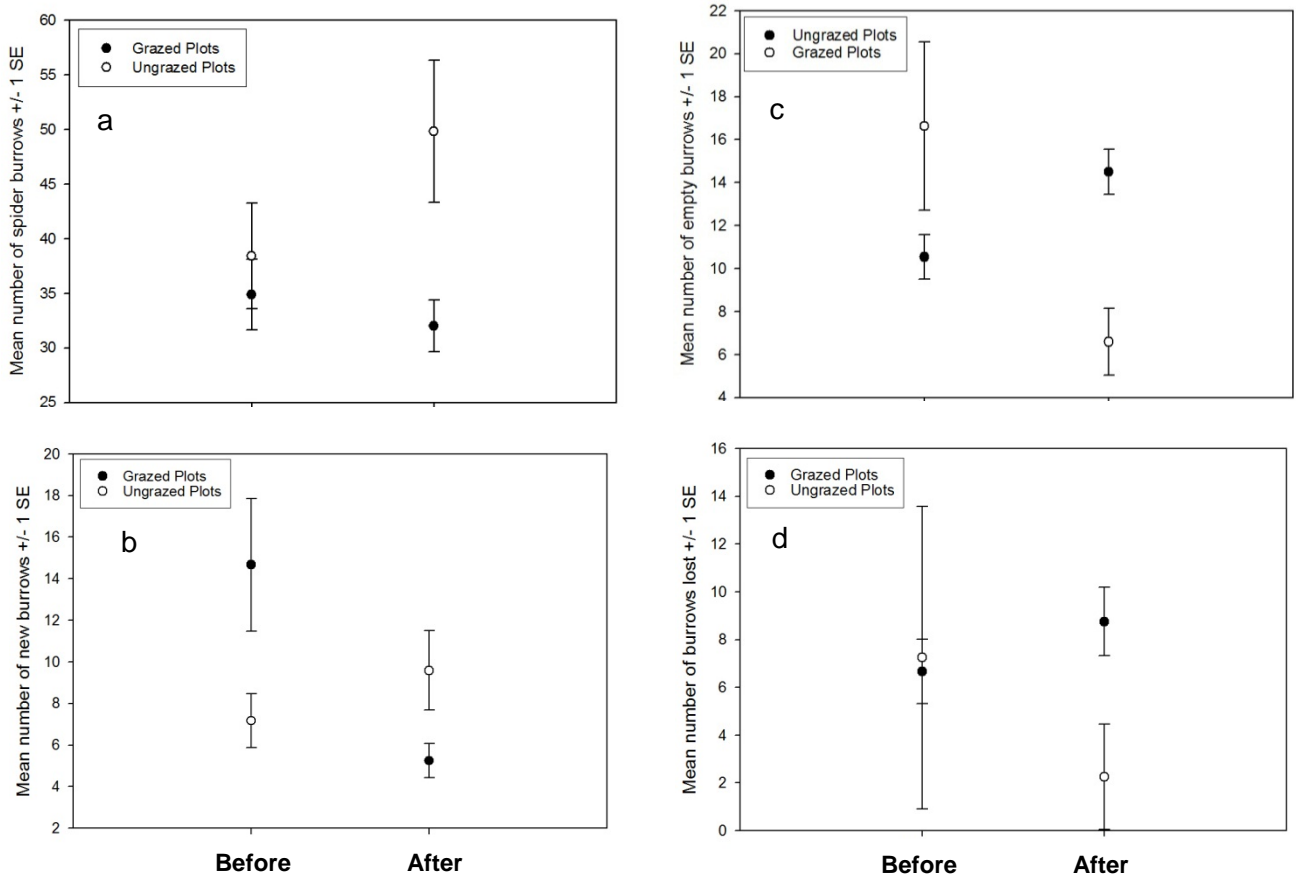 Mean number of spider burrows +/- 1 SE
60
55
50
45
40
35
30
25
Grazed Plots
Ungrazed Plots
a
Mean number of empty burrows +/- 1 SE
22
20
18
16
14
12
10
8
6
4
Ungrazed Plots
Grazed Plots
c
Mean number of new burrows +/- 1 SE
20
18
16
14
12
10
8
6
4
2
Grazed Plots
Ungrazed Plots
b
Before
After
Mean number of burrows lost +/- 1 SE
16
14
12
10
8
6
4
2
0
Grazed Plots
Ungrazed Plots
d
Before
After